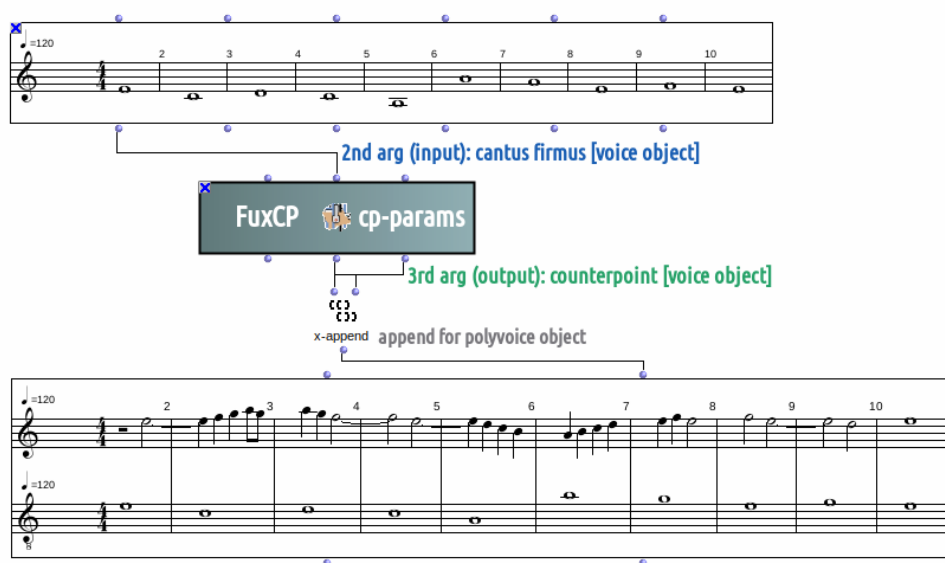 =120
2 3 4 5 6 7 8 9 10
2nd arg (input): cantus firmus [voice object]
FuxCP cp-params
3rd arg (output): counterpoint [voice object]
x-append append for polyvoice object
=120
2 3 4 5 6 7 8 9 10
=120
8